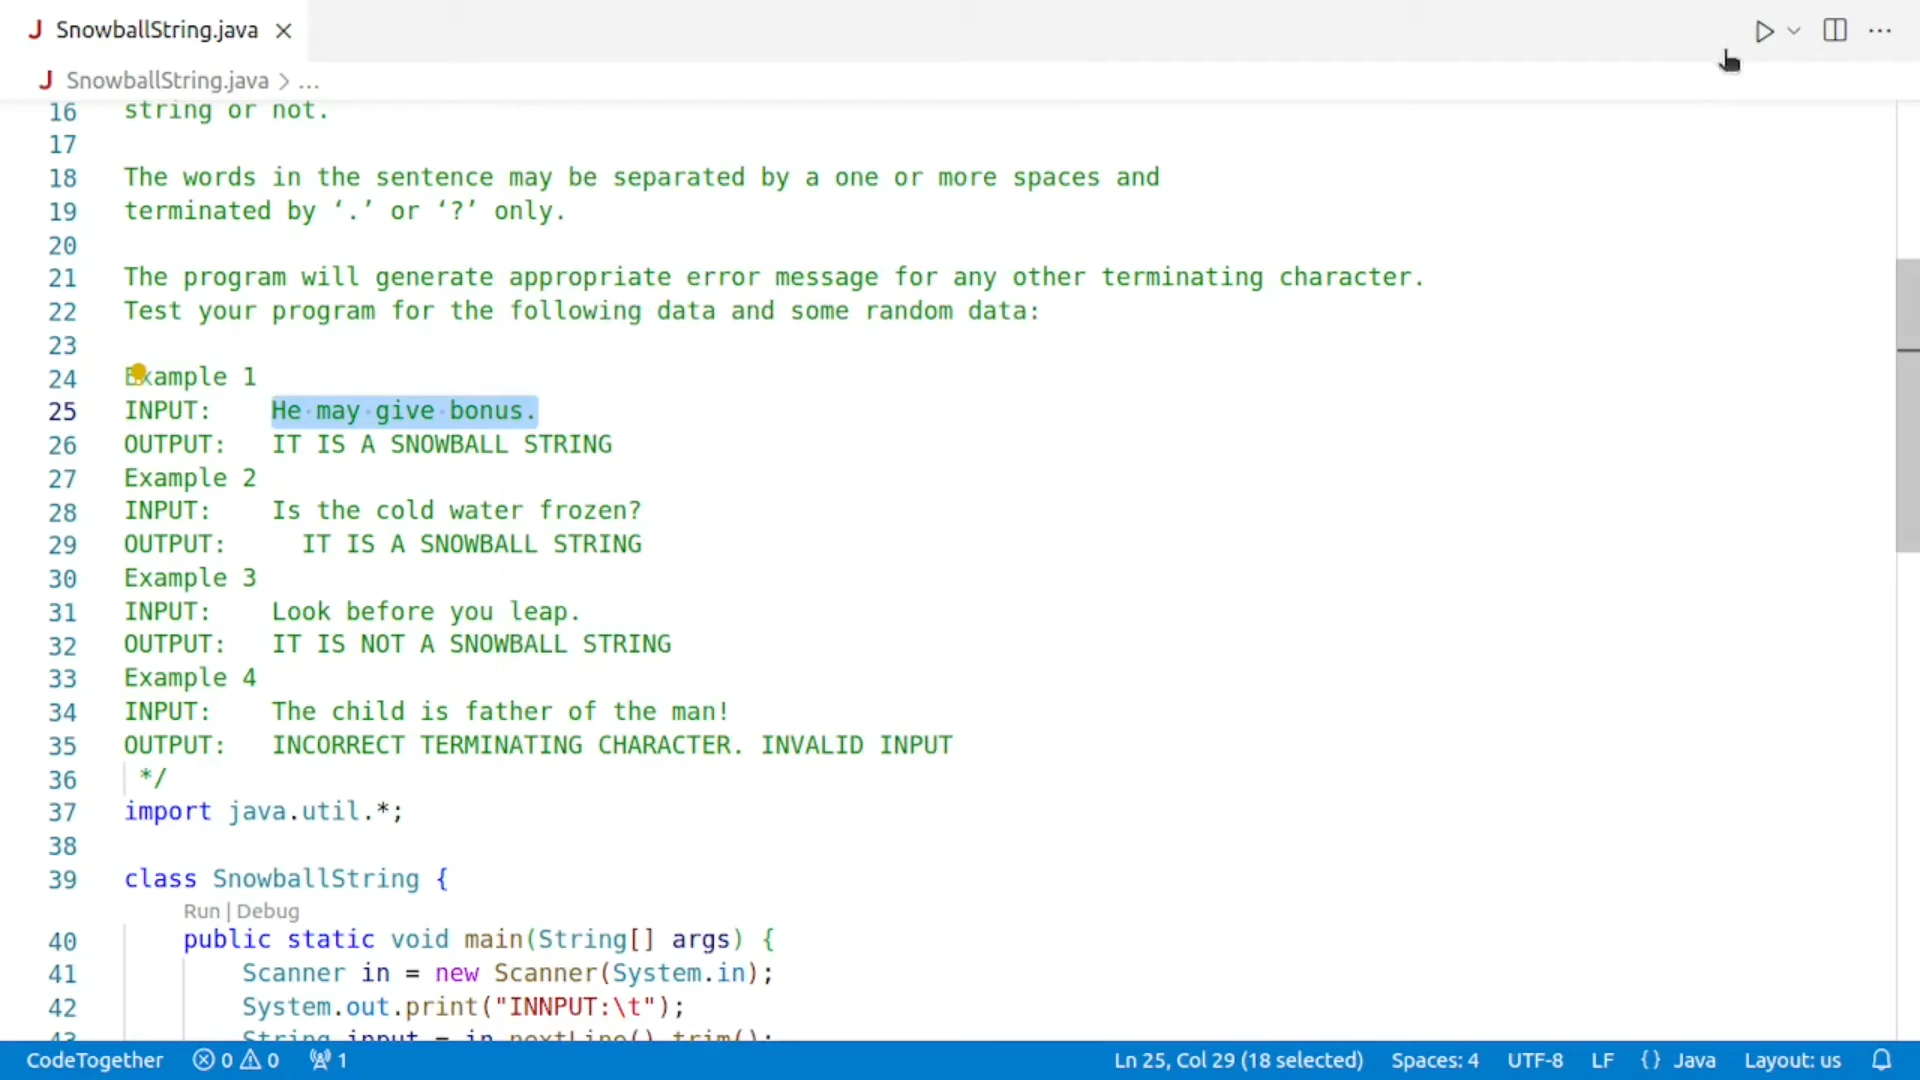 SnowballString.java
SnowballString.java > ...
16 string or not.
17
18 The words in the sentence may be separated by a one or more spaces and
19 terminated by ‘.’ or ‘?’ only.
20
21 The program will generate appropriate error message for any other terminating character.
22 Test your program for the following data and some random data:
23
24 Example 1
25 INPUT: He may give bonus.
26 OUTPUT: IT IS A SNOWBALL STRING
27 Example 2
28 INPUT: Is the cold water frozen?
29 OUTPUT: IT IS A SNOWBALL STRING
30 Example 3
31 INPUT: Look before you leap.
32 OUTPUT: IT IS NOT A SNOWBALL STRING
33 Example 4
34 INPUT: The child is father of the man!
35 OUTPUT: INCORRECT TERMINATING CHARACTER. INVALID INPUT
36 */
37 import java.util.*;
38
39 class SnowballString {
Run | Debug
40 public static void main(String[] args) {
41 Scanner in = new Scanner(System.in);
42 System.out.print("INNPUT:\t");
43 String input = in.nextLine().trim();
CodeTogether 0 0 1 Ln 25, Col 29 (18 selected) Spaces: 4 UTF-8 LF {} Java Layout: us